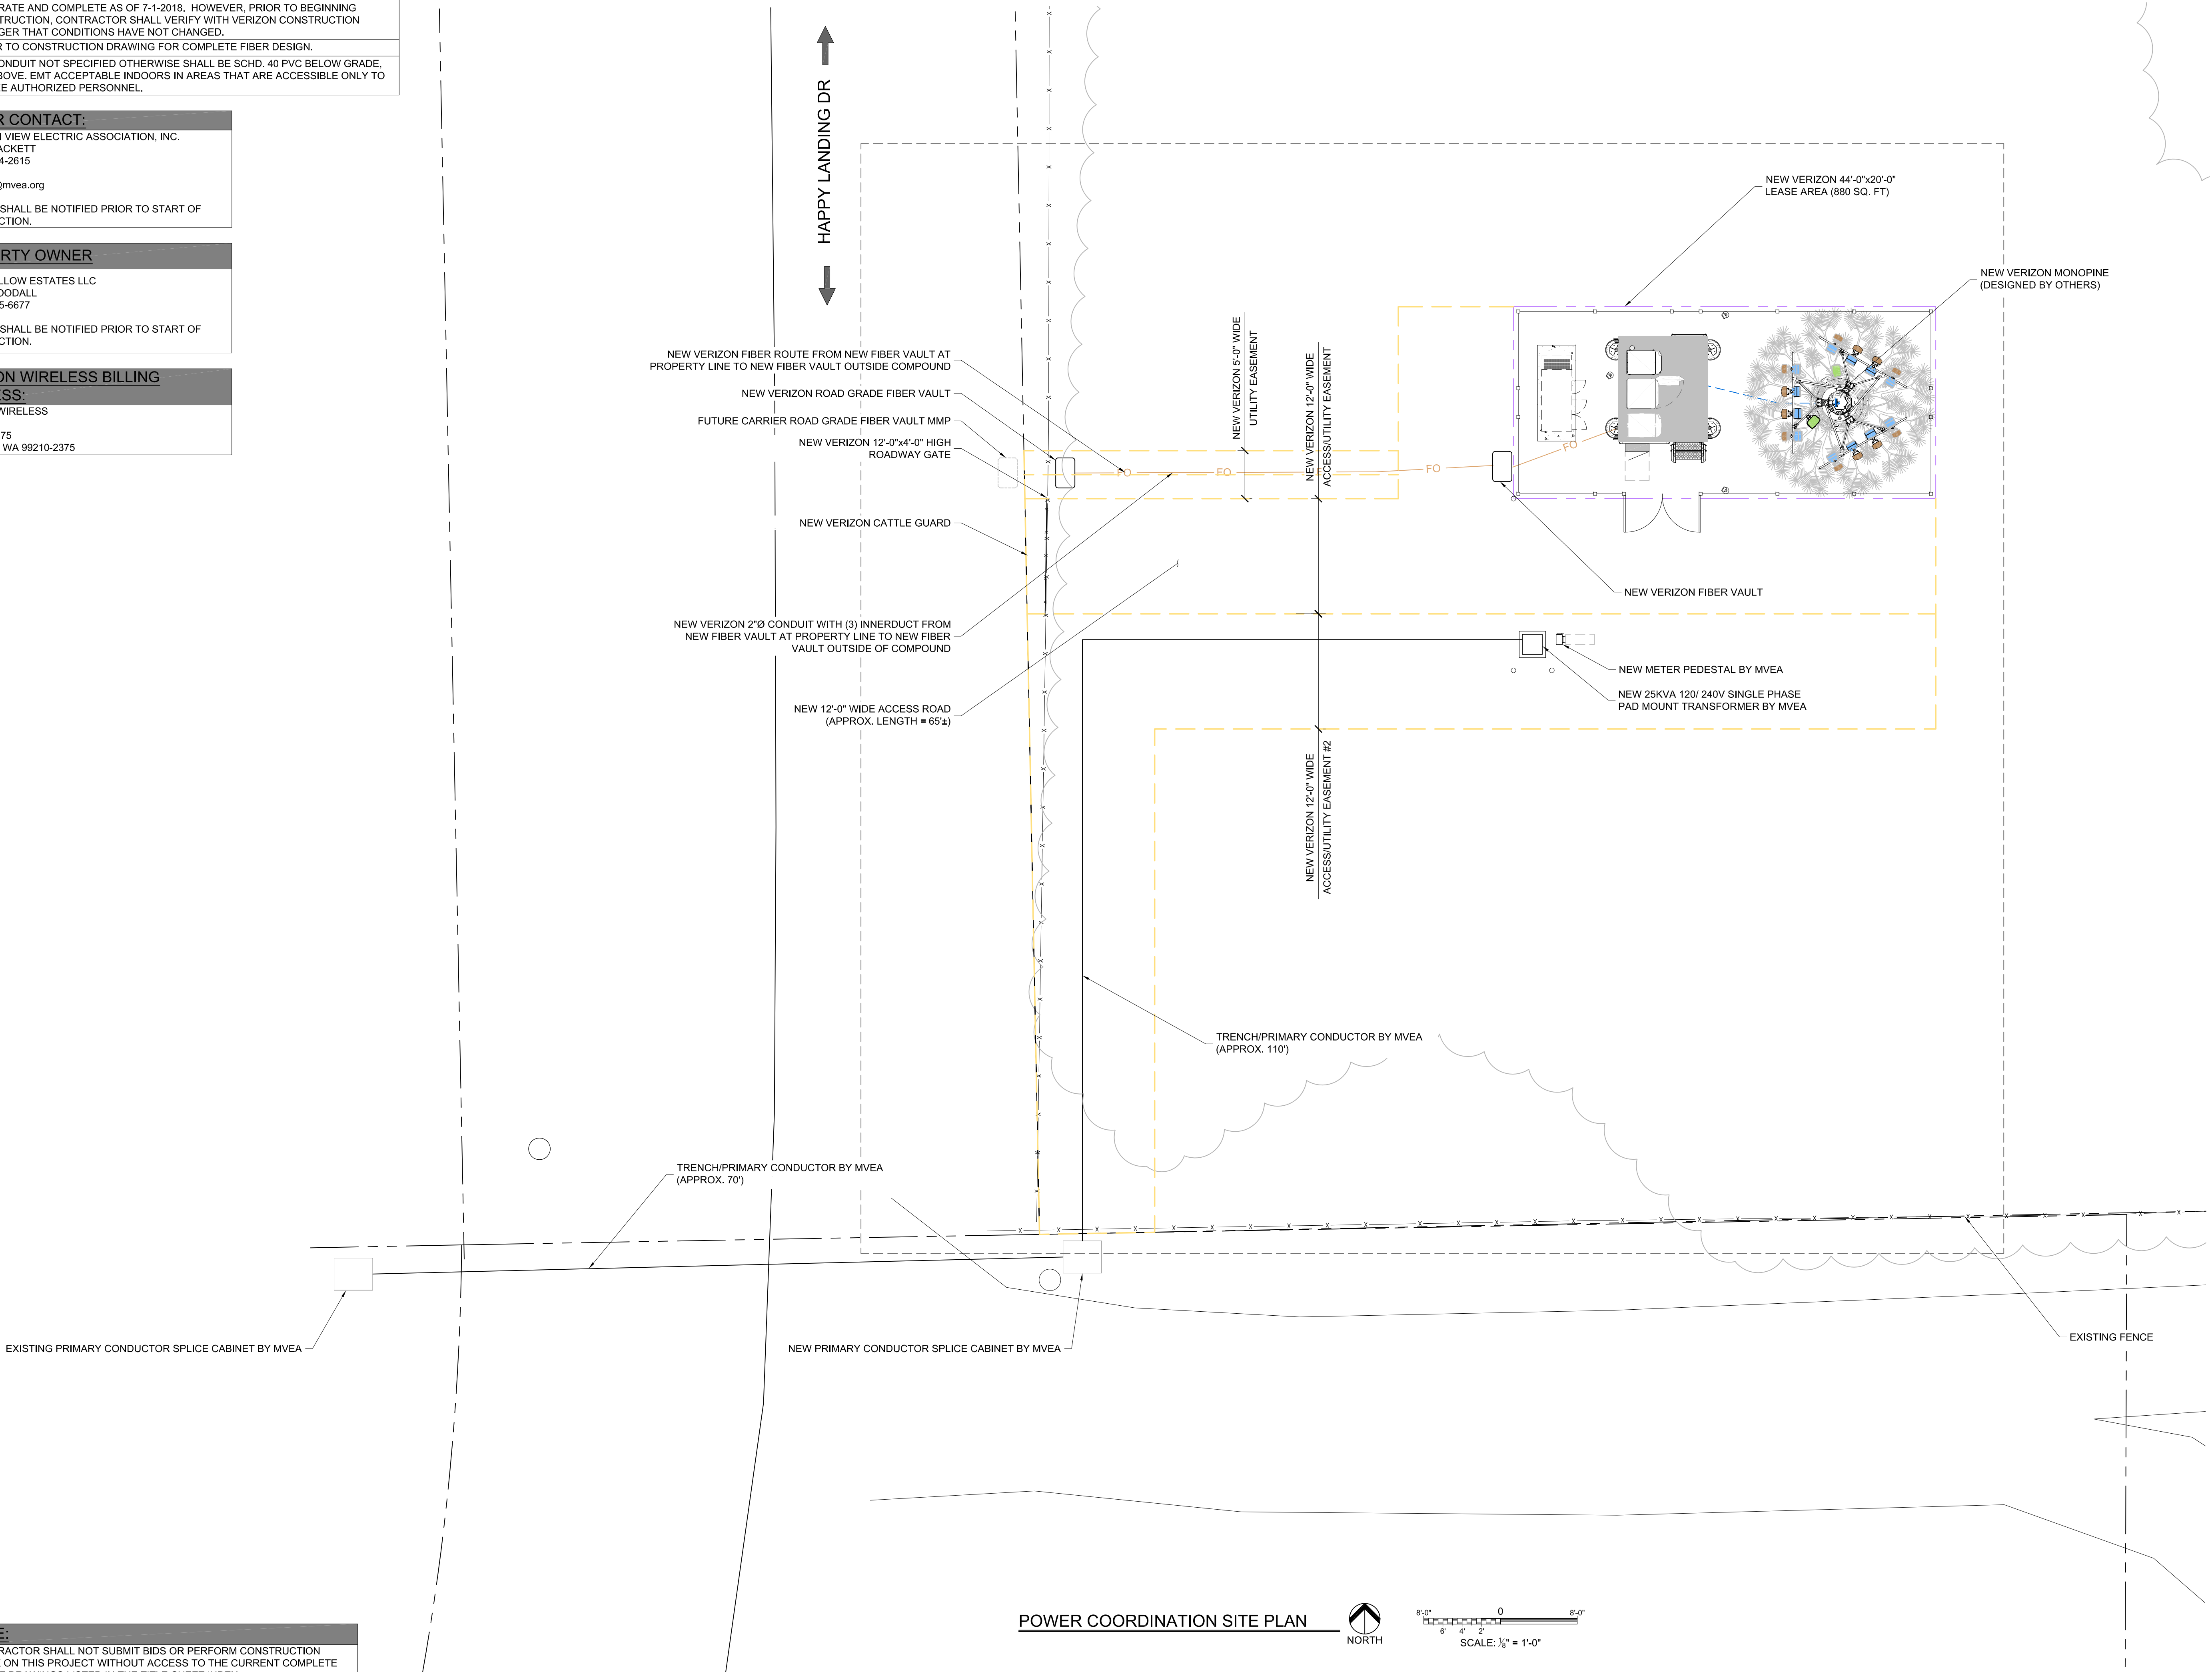 RATE AND COMPLETE AS OF 7-1-2018. HOWEVER, PRIOR TO BEGINNING
TRUCTION, CONTRACTOR SHALL VERIFY WITH VERIZON CONSTRUCTION
GER THAT CONDITIONS HAVE NOT CHANGED.
R TO CONSTRUCTION DRAWING FOR COMPLETE FIBER DESIGN.
ONDUIT NOT SPECIFIED OTHERWISE SHALL BE SCHD. 40 PVC BELOW GRADE,
BOVE. EMT ACCEPTABLE INDOORS IN AREAS THAT ARE ACCESSIBLE ONLY TO
E AUTHORIZED PERSONNEL.
R CONTACT:
VIEW ELECTRIC ASSOCIATION, INC.
ACKETT
4-2615
@mvea.org
SHALL BE NOTIFIED PRIOR TO START OF
CTION.
RTY OWNER
LLOW ESTATES LLC
OODALL
5-6677
SHALL BE NOTIFIED PRIOR TO START OF
CTION.
ON WIRELESS BILLING
ESS:
WIRELESS
75
WA 99210-2375
HAPPY LANDING DR
NEW VERIZON 44'-0"x20'-0"
LEASE AREA (880 SQ. FT)
NEW VERIZON MONOPINE
(DESIGNED BY OTHERS)
NEW VERIZON 5'-0" WIDE
UTILITY EASEMENT
NEW VERIZON 12'-0" WIDE
ACCESS/UTILITY EASEMENT
NEW VERIZON FIBER ROUTE FROM NEW FIBER VAULT AT
PROPERTY LINE TO NEW FIBER VAULT OUTSIDE COMPOUND
NEW VERIZON ROAD GRADE FIBER VAULT
FUTURE CARRIER ROAD GRADE FIBER VAULT MMP
NEW VERIZON 12'-0"x4'-0" HIGH
ROADWAY GATE
FO
FO
FO
FO
NEW VERIZON CATTLE GUARD
NEW VERIZON FIBER VAULT
NEW VERIZON 2"Ø CONDUIT WITH (3) INNERDUCT FROM
NEW FIBER VAULT AT PROPERTY LINE TO NEW FIBER
VAULT OUTSIDE OF COMPOUND
NEW METER PEDESTAL BY MVEA
NEW 25KVA 120/ 240V SINGLE PHASE
PAD MOUNT TRANSFORMER BY MVEA
NEW 12'-0" WIDE ACCESS ROAD
(APPROX. LENGTH = 65'±)
NEW VERIZON 12'-0" WIDE
ACCESS/UTILITY EASEMENT #2
TRENCH/PRIMARY CONDUCTOR BY MVEA
(APPROX. 110')
TRENCH/PRIMARY CONDUCTOR BY MVEA
(APPROX. 70')
EXISTING PRIMARY CONDUCTOR SPLICE CABINET BY MVEA
NEW PRIMARY CONDUCTOR SPLICE CABINET BY MVEA
EXISTING FENCE
POWER COORDINATION SITE PLAN
NORTH
8'-0" 0 8'-0"
6' 4' 2'
SCALE: ⅛" = 1'-0"
E:
RACTOR SHALL NOT SUBMIT BIDS OR PERFORM CONSTRUCTION
ON THIS PROJECT WITHOUT ACCESS TO THE CURRENT COMPLETE